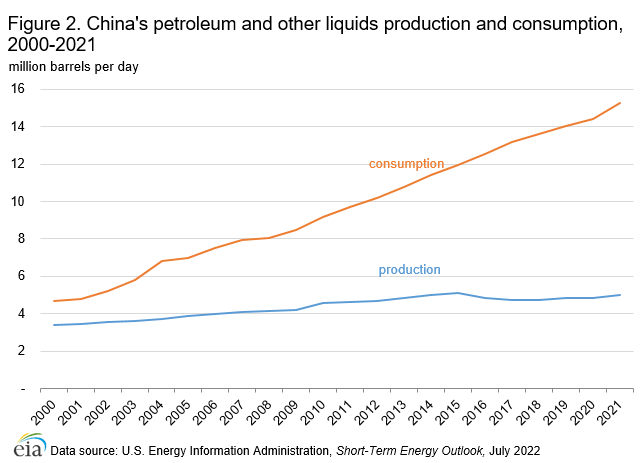 Figure 2. China's petroleum and other liquids production and consumption,
2000-2021
million barrels per day
16
14
12
10
8
6
4
2
-
consumption
production
2000 2001 2002 2003 2004 2005 2006 2007 2008 2009 2010 2011 2012 2013 2014 2015 2016 2017 2018 2019 2020 2021
eia Data source: U.S. Energy Information Administration, Short-Term Energy Outlook, July 2022